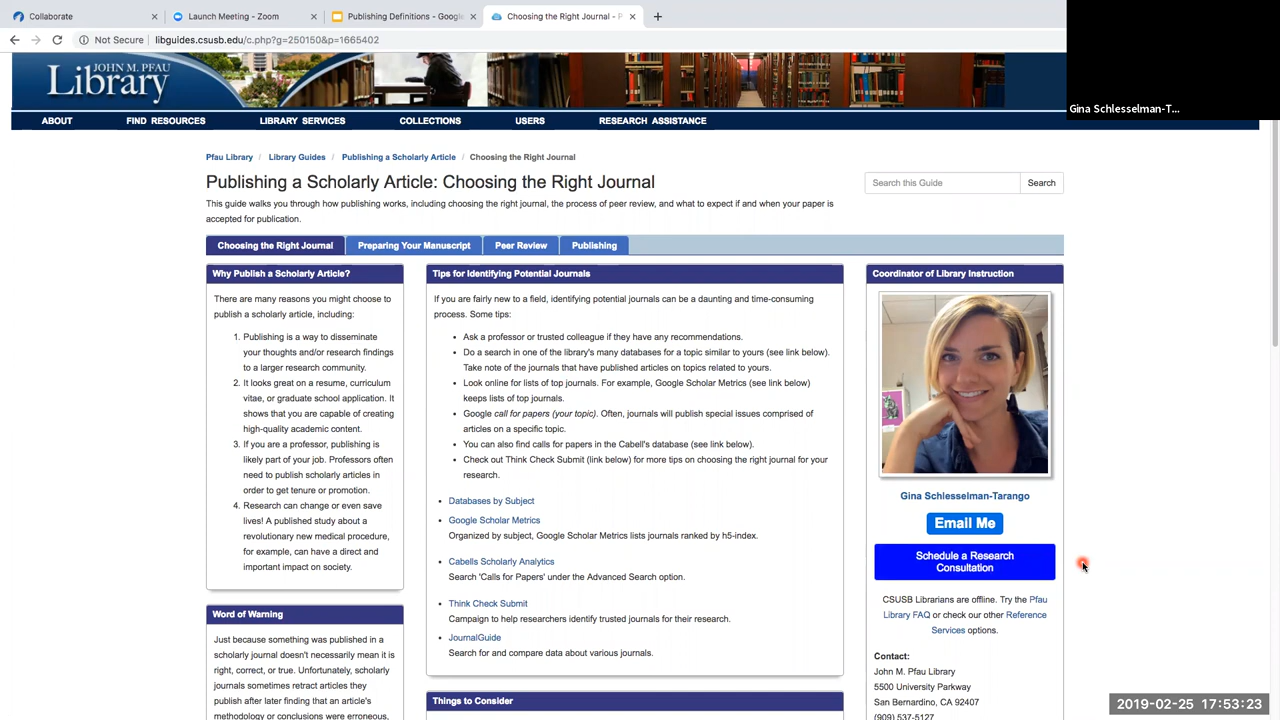 Collaborate
Launch Meeting - Zoom
Publishing Definitions - Google
Choosing the Right Journal - P
Not Secure
libguides.csusb.edu/c.php?g=250150&p=1665402
Gina Schlesselman-T...
JOHN M. PFAU
Library
ABOUT
FIND RESOURCES
LIBRARY SERVICES
COLLECTIONS
USERS
RESEARCH ASSISTANCE
Pfau Library / Library Guides / Publishing a Scholarly Article / Choosing the Right Journal
Publishing a Scholarly Article: Choosing the Right Journal
This guide walks you through how publishing works, including choosing the right journal, the process of peer review, and what to expect if and when your paper is
accepted for publication.
Search this Guide
Search
Choosing the Right Journal
Preparing Your Manuscript
Peer Review
Publishing
Why Publish a Scholarly Article?
There are many reasons you might choose to
publish a scholarly article, including:
1. Publishing is a way to disseminate
your thoughts and/or research findings
to a larger research community.
2. It looks great on a resume, curriculum
vitae, or graduate school application. It
shows that you are capable of creating
high-quality academic content.
3. If you are a professor, publishing is
likely part of your job. Professors often
need to publish scholarly articles in
order to get tenure or promotion.
4. Research can change or even save
lives! A published study about a
revolutionary new medical procedure,
for example, can have a direct and
important impact on society.
Word of Warning
Just because something was published in a
scholarly journal doesn't necessarily mean it is
right, correct, or true. Unfortunately, scholarly
journals sometimes retract articles they
publish after later finding that an article's
methodology or conclusions were erroneous,
Tips for Identifying Potential Journals
If you are fairly new to a field, identifying potential journals can be a daunting and time-consuming
process. Some tips:
• Ask a professor or trusted colleague if they have any recommendations.
• Do a search in one of the library's many databases for a topic similar to yours (see link below).
Take note of the journals that have published articles on topics related to yours.
• Look online for lists of top journals. For example, Google Scholar Metrics (see link below)
keeps lists of top journals.
• Google call for papers (your topic). Often, journals will publish special issues comprised of
articles on a specific topic.
• You can also find calls for papers in the Cabell's database (see link below).
• Check out Think Check Submit (link below) for more tips on choosing the right journal for your
research.
• Databases by Subject
• Google Scholar Metrics
Organized by subject, Google Scholar Metrics lists journals ranked by h5-index.
• Cabells Scholarly Analytics
Search 'Calls for Papers' under the Advanced Search option.
• Think Check Submit
Campaign to help researchers identify trusted journals for their research.
• JournalGuide
Search for and compare data about various journals.
Things to Consider
Coordinator of Library Instruction
Gina Schlesselman-Tarango
Email Me
Schedule a Research
Consultation
CSUSB Librarians are offline. Try the Pfau
Library FAQ or check our other Reference
Services options.
Contact:
John M. Pfau Library
5500 University Parkway
San Bernardino, CA 92407
(909) 537-5127
2019-02-25 17:53:23